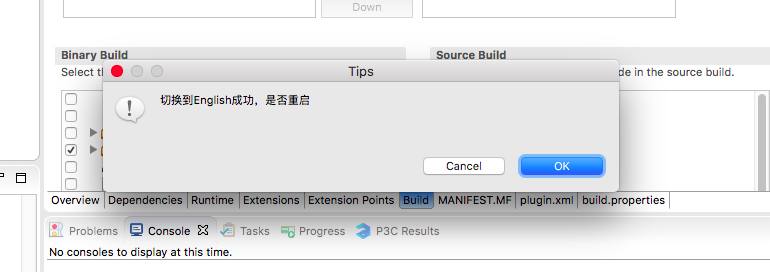 Down
Binary Build
Source Build
Select th
de in the source build.
Tips
切换到English成功，是否重启
Cancel
OK
Overview Dependencies Runtime Extensions Extension Points Build MANIFEST.MF plugin.xml build.properties
Problems Console Tasks Progress P3C Results
No consoles to display at this time.